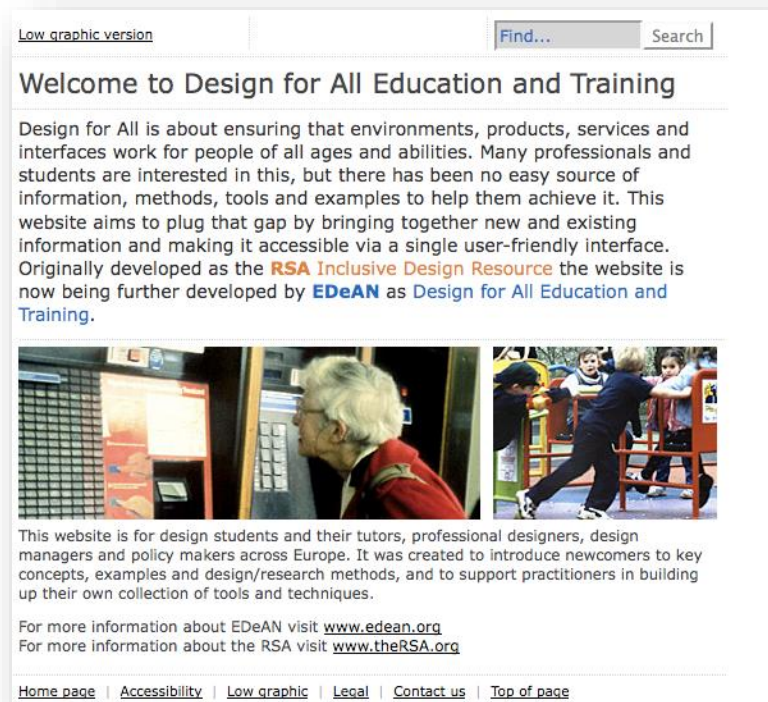 Low graphic version
Find... Search
Welcome to Design for All Education and Training
Design for All is about ensuring that environments, products, services and
interfaces work for people of all ages and abilities. Many professionals and
students are interested in this, but there has been no easy source of
information, methods, tools and examples to help them achieve it. This
website aims to plug that gap by bringing together new and existing
information and making it accessible via a single user-friendly interface.
Originally developed as the RSA Inclusive Design Resource the website is
now being further developed by EDeAN as Design for All Education and
Training.
This website is for design students and their tutors, professional designers, design
managers and policy makers across Europe. It was created to introduce newcomers to key
concepts, examples and design/research methods, and to support practitioners in building
up their own collection of tools and techniques.
For more information about EDeAN visit www.edean.org
For more information about the RSA visit www.theRSA.org
Home page | Accessibility | Low graphic | Legal | Contact us | Top of page